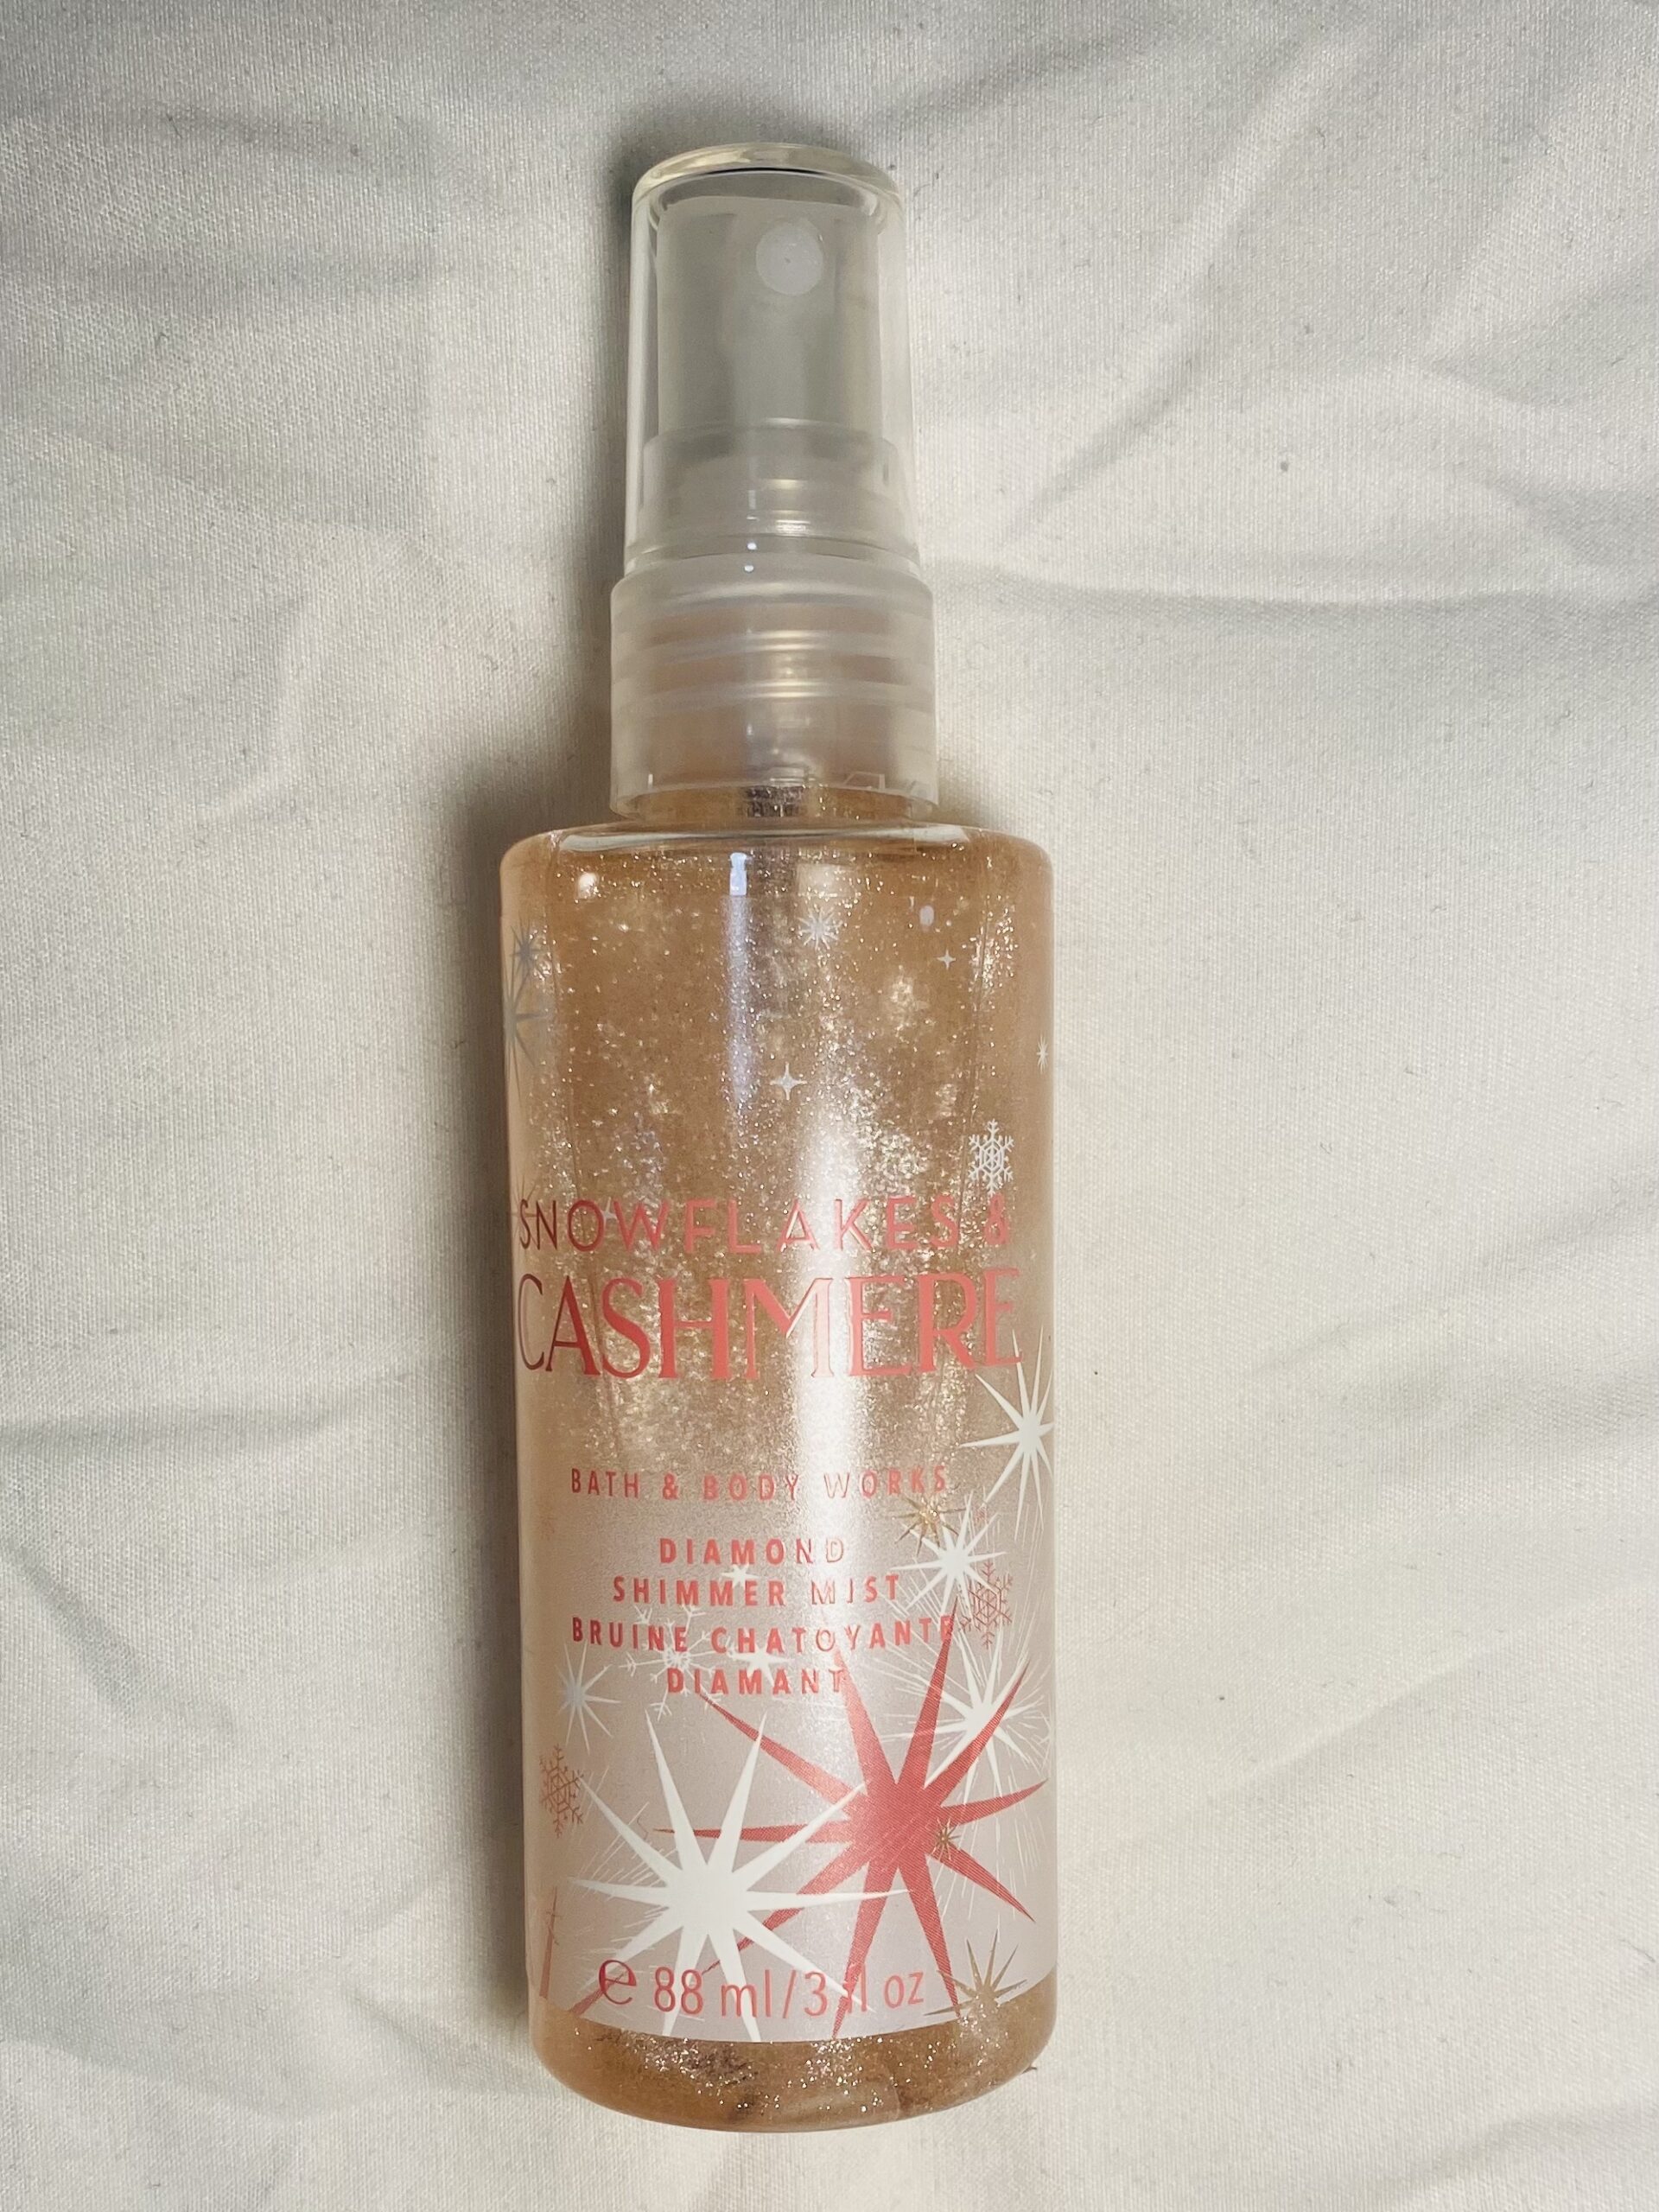 SNOWFLAKES &
CASHMERE
BATH & BODY WORKS
DIAMOND
SHIMMER MIST
BRUINE CHATOYANTE
DIAMANT
℮ 88 ml/3 fl oz